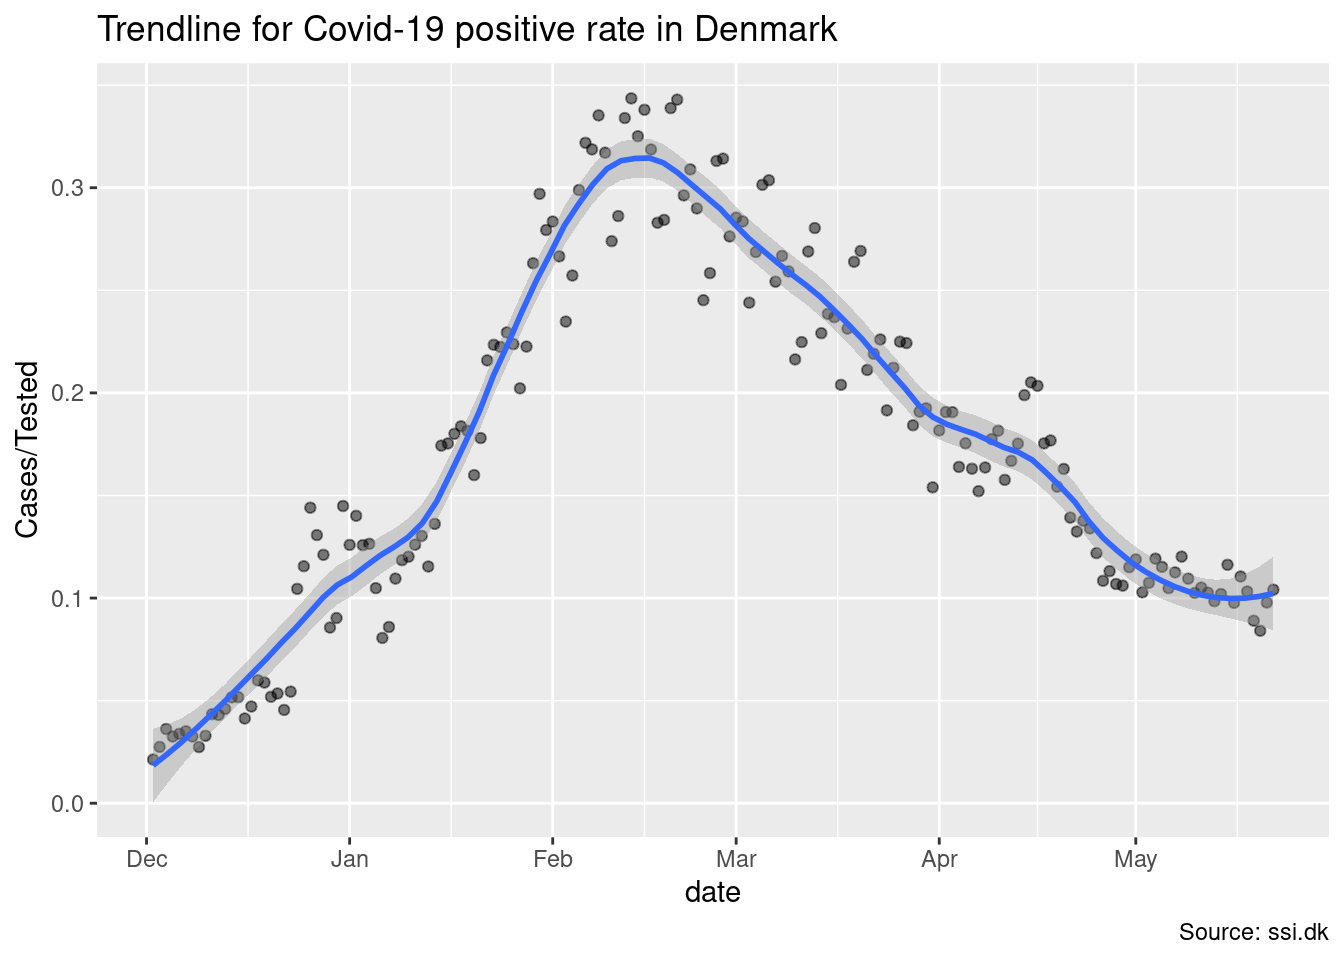 Trendline for Covid-19 positive rate in Denmark
Cases/Tested
0.3
0.2
0.1
0.0
Dec Jan Feb Mar Apr May
date
Source: ssi.dk